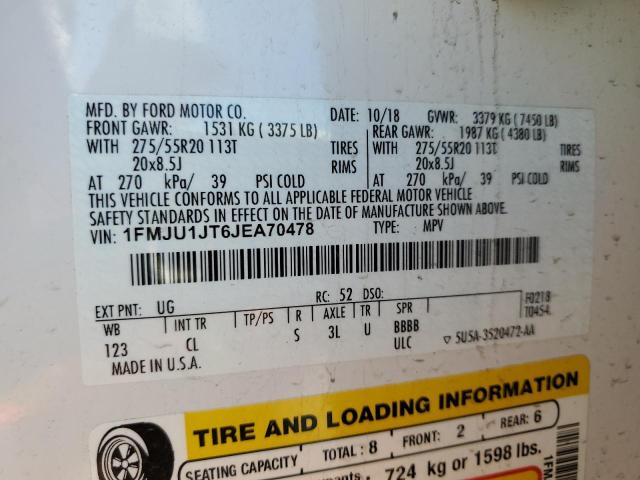 MFD. BY FORD MOTOR CO. DATE: 10/18 GVWR: 3379 KG ( 7450 LB)
FRONT GAWR: 1531 KG ( 3375 LB) REAR GAWR: 1987 KG ( 4380 LB)
WITH 275/55R20 113T TIRES WITH 275/55R20 113T TIRES
20x8.5J RIMS 20x8.5J RIMS
AT 270 kPa/ 39 PSI COLD AT 270 kPa/ 39 PSI COLD
THIS VEHICLE CONFORMS TO ALL APPLICABLE FEDERAL MOTOR VEHICLE
SAFETY STANDARDS IN EFFECT ON THE DATE OF MANUFACTURE SHOWN ABOVE.
VIN: 1FMJU1JT6JEA70478 TYPE: MPV
EXT PNT: UG RC: 52 DSO: F0218
WB INT TR TP/PS R AXLE TR SPR T0454
123 CL S 3L U BBBB
ULC ▽ 5U5A-3520472-AA
MADE IN U.S.A.
TIRE AND LOADING INFORMATION
SEATING CAPACITY TOTAL : 8 FRONT: 2 REAR: 6
724 kg or 1598 lbs.
1FM